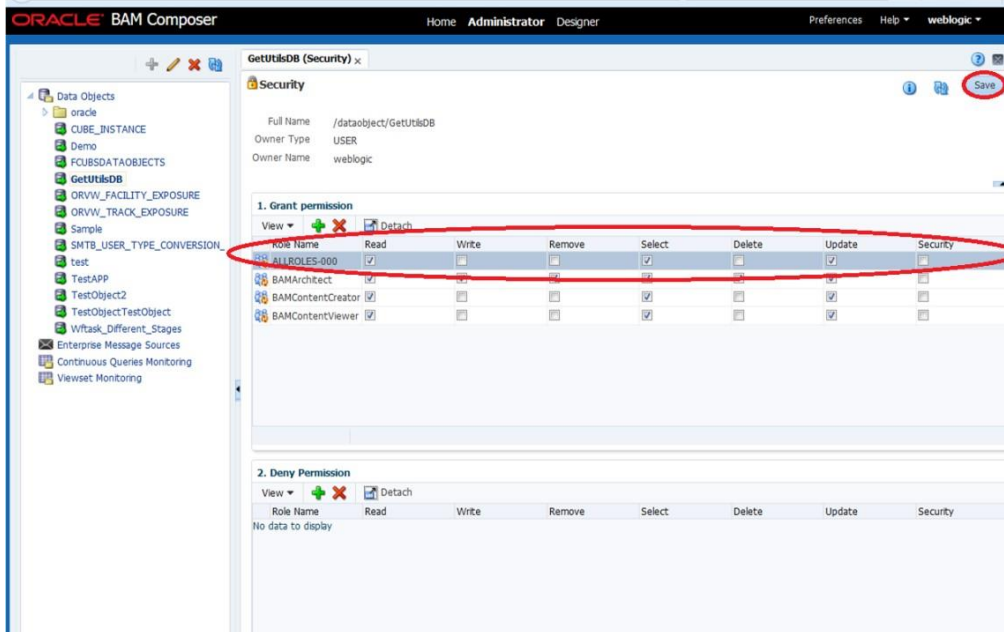 ORACLE BAM Composer
Home Administrator Designer
Preferences Help weblogic
GetUtilsDB (Security) x
Security
Save
Full Name /dataobject/GetUtilsDB
Owner Type USER
Owner Name weblogic
Data Objects
oracle
CUBE_INSTANCE
Demo
FCUBSDATAOBJECTS
GetUtilsDB
ORVW_FACILITY_EXPOSURE
ORVW_TRACK_EXPOSURE
Sample
SMTB_USER_TYPE_CONVERSION_
test
TestAPP
TestObject2
TestObjectTestObject
Wftask_Different_Stages
Enterprise Message Sources
Continuous Queries Monitoring
Viewset Monitoring
1. Grant permission
View Detach
Role Name Read Write Remove Select Delete Update Security
ALLROLES-000
BAMArchitect
BAMContentCreator
BAMContentViewer
2. Deny Permission
View Detach
Role Name Read Write Remove Select Delete Update Security
No data to display